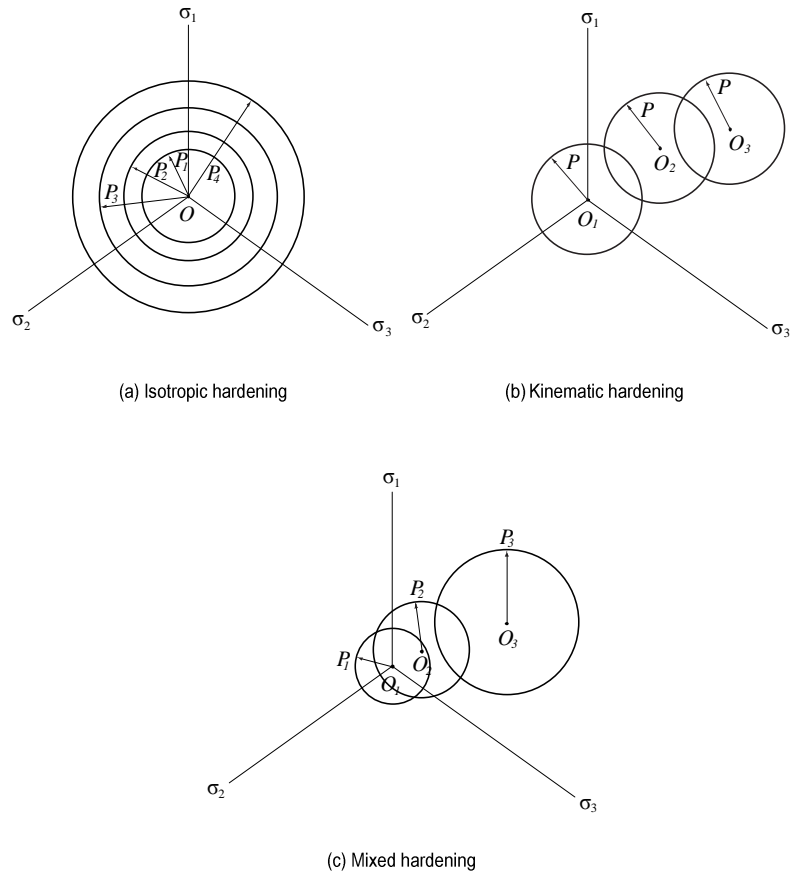 σ1
P1
P2
P4
P3
O
σ2
σ3
(a) Isotropic hardening
σ1
P
P
P
O1
O2
O3
σ2
σ3
(b) Kinematic hardening
σ1
P3
P2
P1
O3
O2
O1
σ2
σ3
(c) Mixed hardening